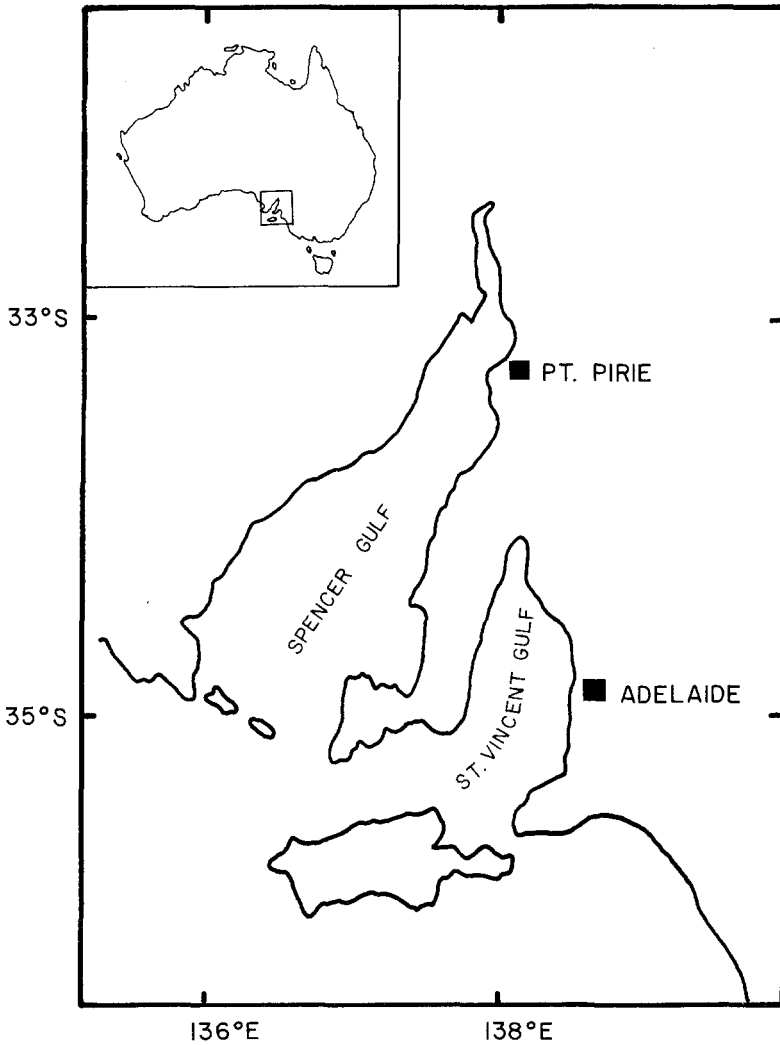 33°S
PT. PIRIE
SPENCER GULF
ST. VINCENT GULF
ADELAIDE
35°S
136°E
138°E